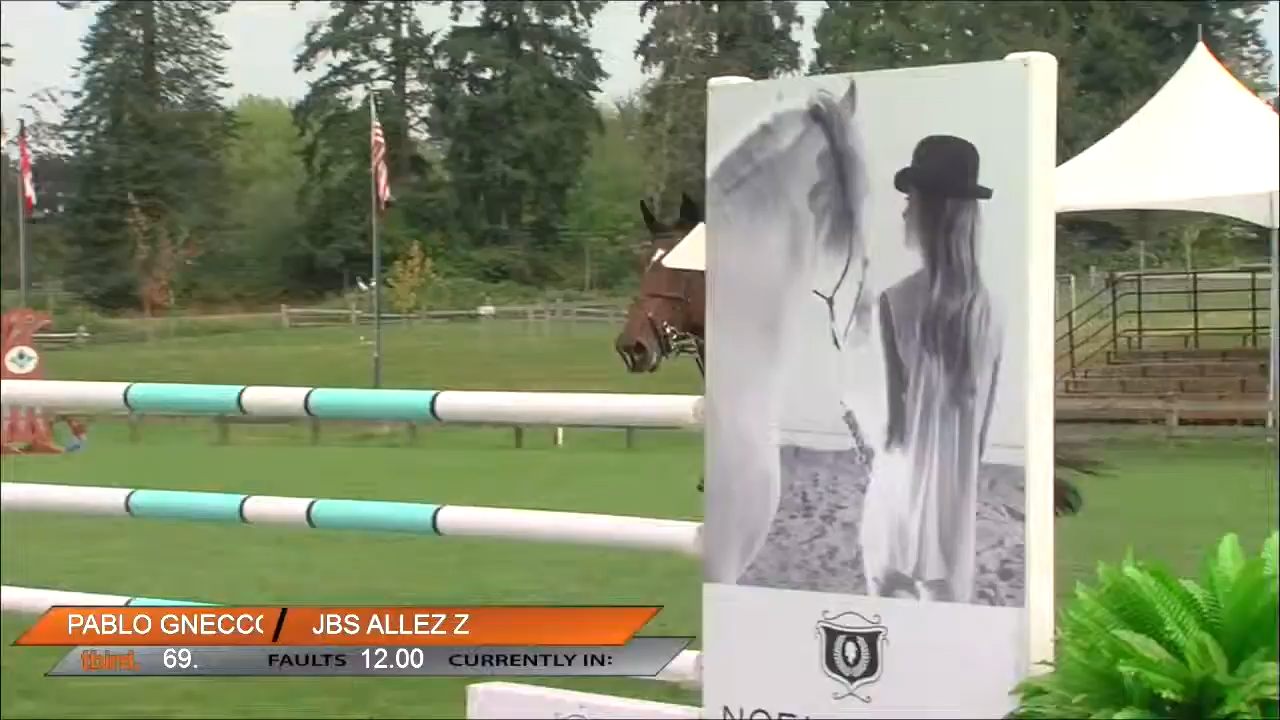 PABLO GNECCO / JBS ALLEZ Z
tbird. 69. FAULTS 12.00 CURRENTLY IN: